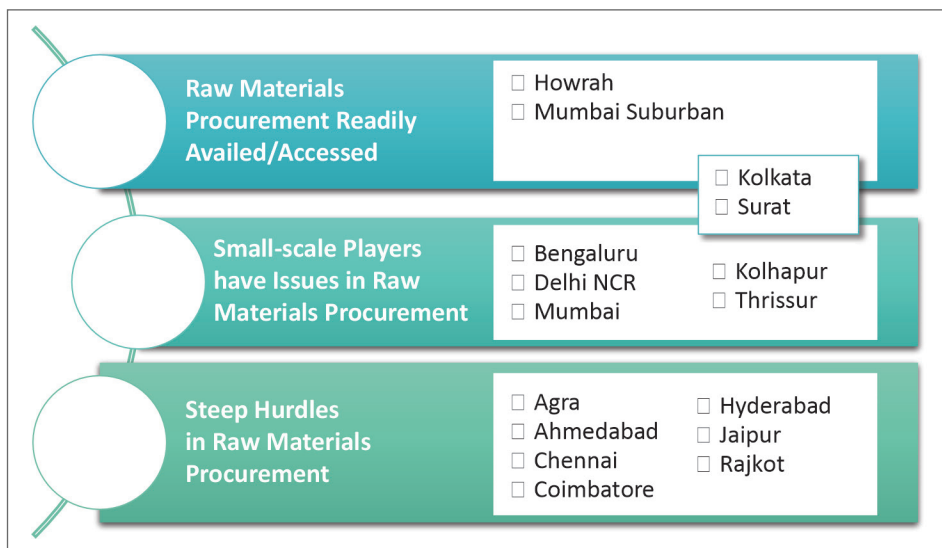 Raw Materials
Procurement Readily
Availed/Accessed
Howrah
Mumbai Suburban
Kolkata
Surat
Small-scale Players
have Issues in Raw
Materials Procurement
Bengaluru
Delhi NCR
Mumbai
Kolhapur
Thrissur
Steep Hurdles
in Raw Materials
Procurement
Agra
Ahmedabad
Chennai
Coimbatore
Hyderabad
Jaipur
Rajkot